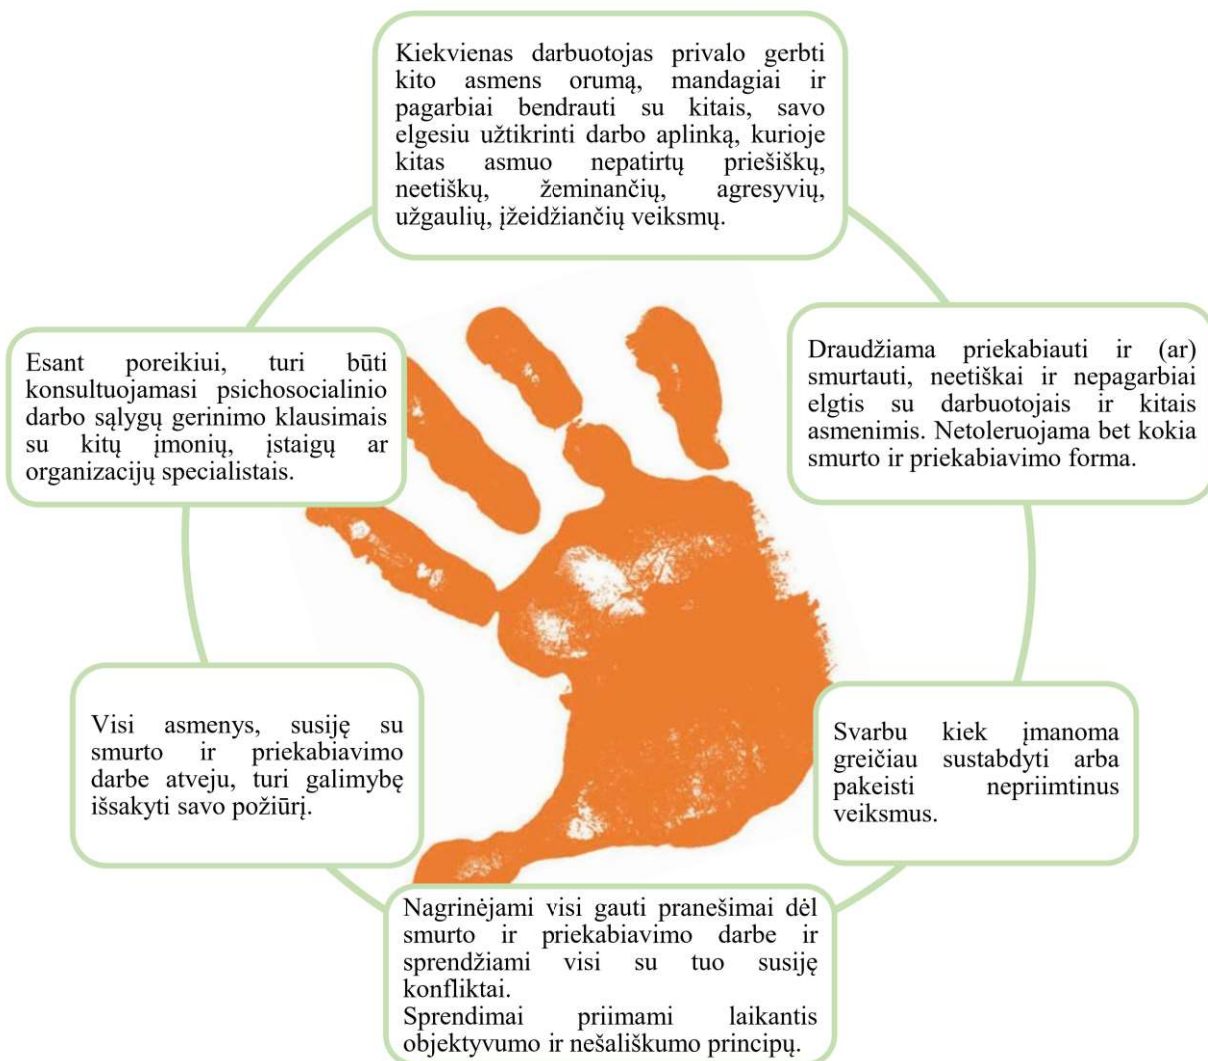 Kiekvienas darbuotojas privalo gerbti
kito asmens orumą, mandagiai ir
pagarbiai bendrauti su kitais, savo
elgesiu užtikrinti darbo aplinką, kurioje
kitas asmuo nepatirtų priešiškų,
neetiškų, žeminančių, agresyvių,
užgaulių, įžeidžiančių veiksmų.
Draudžiama priekabiauti ir (ar)
smurtauti, neetiškai ir nepagarbiai
elgtis su darbuotojais ir kitais
asmenimis. Netoleruojama bet kokia
smurto ir priekabiavimo forma.
Svarbu kiek įmanoma
greičiau sustabdyti arba
pakeisti nepriimtinus
veiksmus.
Nagrinėjami visi gauti pranešimai dėl
smurto ir priekabiavimo darbe ir
sprendžiami visi su tuo susiję
konfliktai.
Sprendimai priimami laikantis
objektyvumo ir nešališkumo principų.
Visi asmenys, susiję su
smurto ir priekabiavimo
darbe atveju, turi galimybę
išsakyti savo požiūrį.
Esant poreikiui, turi būti
konsultuojamasi psichosocialinio
darbo sąlygų gerinimo klausimais
su kitų įmonių, įstaigų ar
organizacijų specialistais.